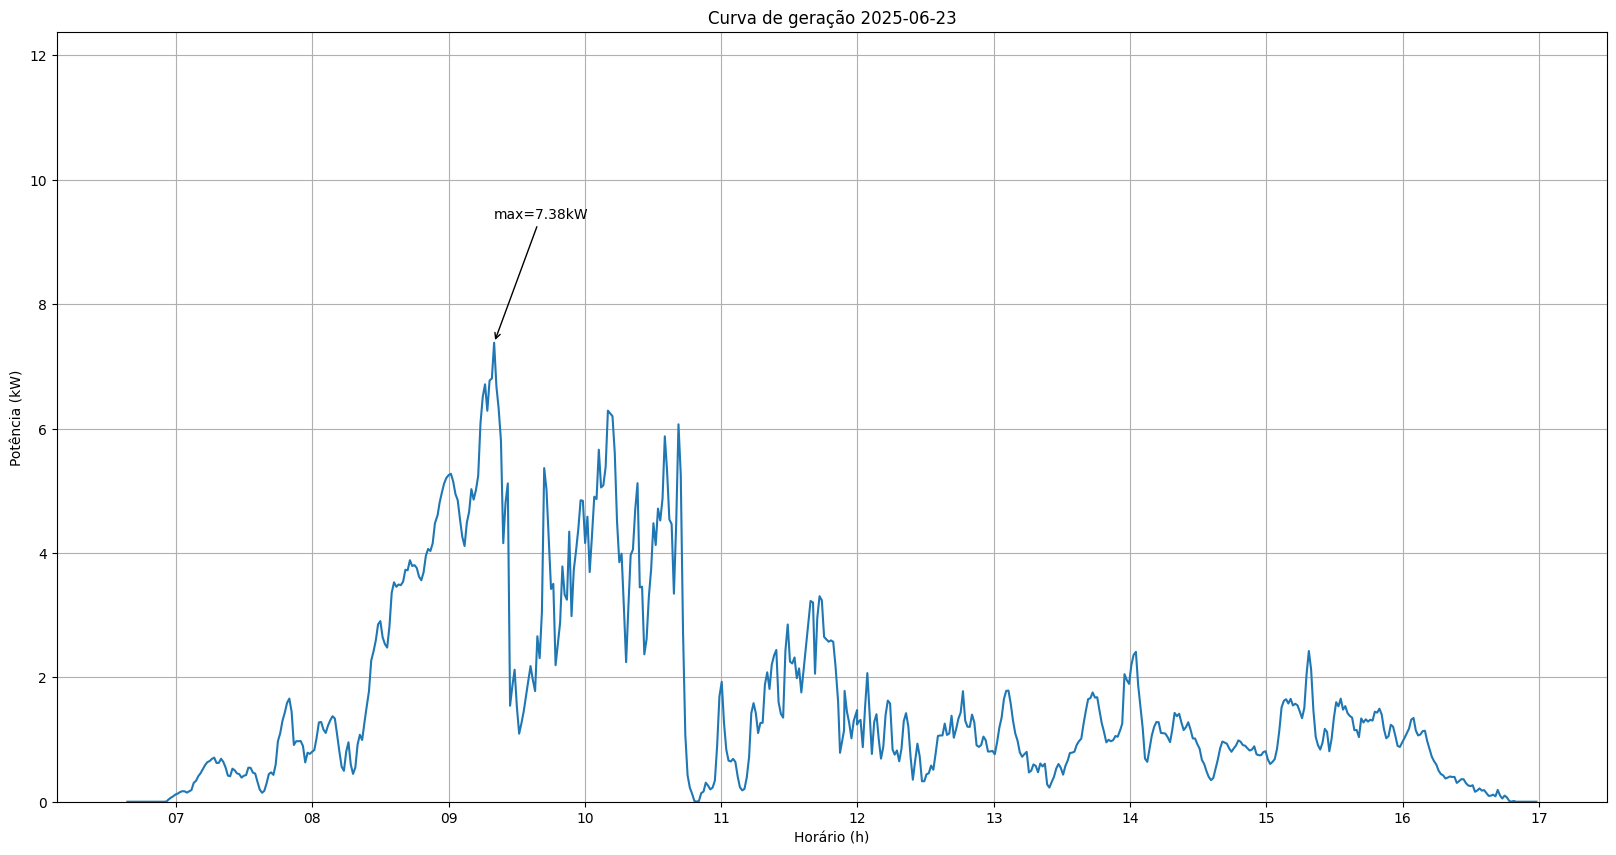 Curva de geração 2025-06-23
12
10
8
6
4
2
0
Potência (kW)
max=7.38kW
07 08 09 10 11 12 13 14 15 16 17
Horário (h)